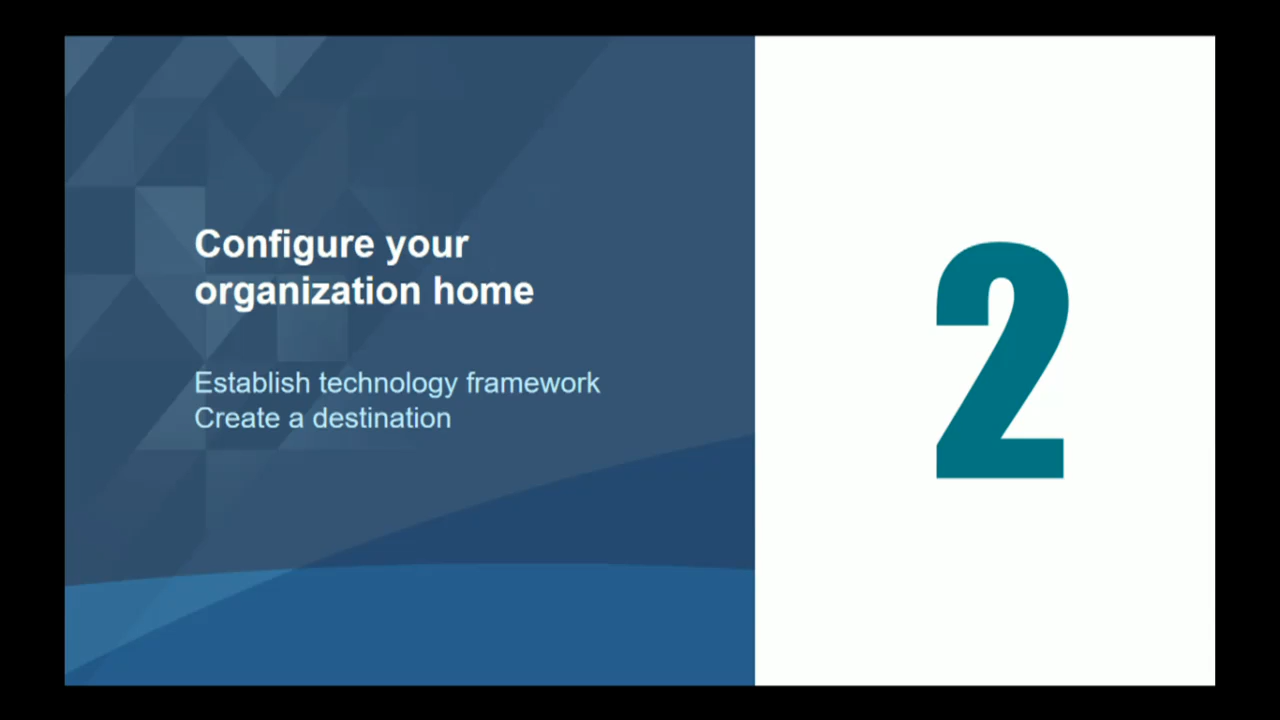 Configure your
organization home
Establish technology framework
Create a destination
2